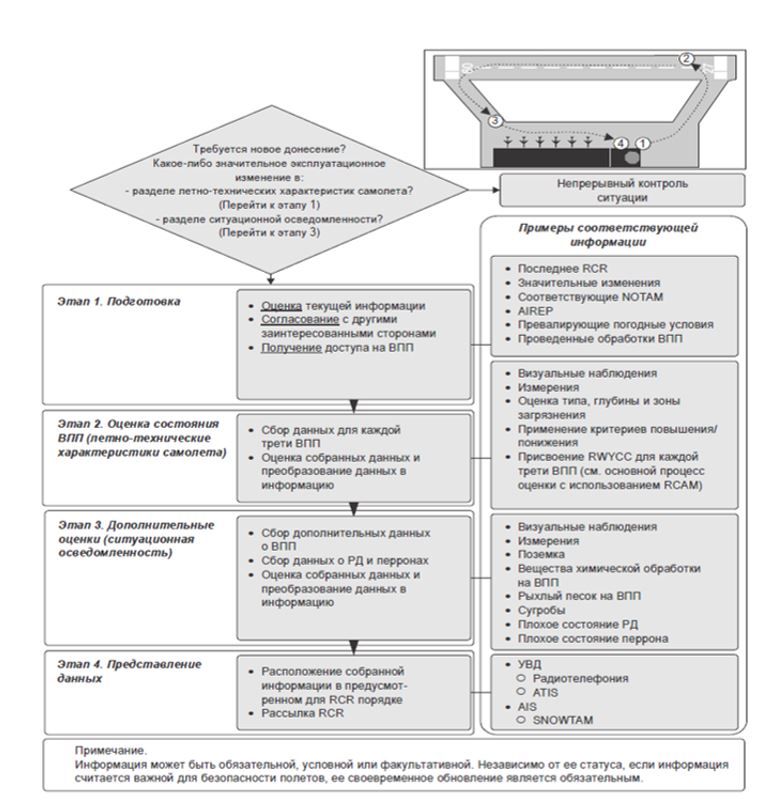 2
3
4
1
Требуется новое донесение?
Какое-либо значительное эксплуатационное
изменение в:
- разделе летно-технических характеристик самолета?
(Перейти к этапу 1)
- разделе ситуационной осведомленности?
(Перейти к этапу 3)
Непрерывный контроль
ситуации
Примеры соответствующей
информации
Этап 1. Подготовка
• Оценка текущей информации
• Согласование с другими
заинтересованными сторонами
• Получение доступа на ВПП
• Последнее RCR
• Значительные изменения
• Соответствующие NOTAM
• AIREP
• Превалирующие погодные условия
• Проведенные обработки ВПП
Этап 2. Оценка состояния
ВПП (летно-технические
характеристики самолета)
• Сбор данных для каждой
трети ВПП
• Оценка собранных данных и
преобразование данных в
информацию
• Визуальные наблюдения
• Измерения
• Оценка типа, глубины и зоны
загрязнения
• Применение критериев повышения/
понижения
• Присвоение RWYCC для каждой
трети ВПП (см. основной процесс
оценки с использованием RCAM)
Этап 3. Дополнительные
оценки (ситуационная
осведомленность)
• Сбор дополнительных данных
о ВПП
• Сбор данных о РД и перронах
• Оценка собранных данных и
преобразование данных в
информацию
• Визуальные наблюдения
• Измерения
• Поземка
• Вещества химической обработки
на ВПП
• Рыхлый песок на ВПП
• Сугробы
• Плохое состояние РД
• Плохое состояние перрона
Этап 4. Представление
данных
• Расположение собранной
информации в предусмот-
ренном для RCR порядке
• Рассылка RCR
• УВД
○ Радиотелефония
○ ATIS
• AIS
○ SNOWTAM
Примечание.
Информация может быть обязательной, условной или факультативной. Независимо от ее статуса, если информация
считается важной для безопасности полетов, ее своевременное обновление является обязательным.